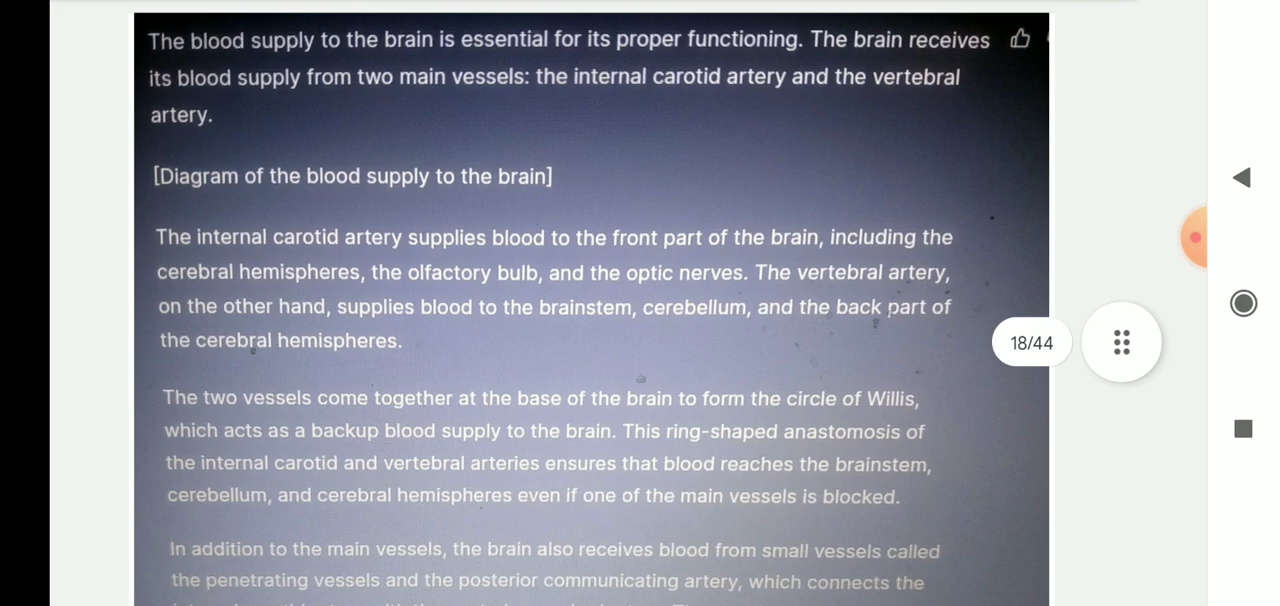 The blood supply to the brain is essential for its proper functioning. The brain receives
its blood supply from two main vessels: the internal carotid artery and the vertebral
artery.
[Diagram of the blood supply to the brain]
The internal carotid artery supplies blood to the front part of the brain, including the
cerebral hemispheres, the olfactory bulb, and the optic nerves. The vertebral artery,
on the other hand, supplies blood to the brainstem, cerebellum, and the back part of
the cerebral hemispheres.
18/44
The two vessels come together at the base of the brain to form the circle of Willis,
which acts as a backup blood supply to the brain. This ring-shaped anastomosis of
the internal carotid and vertebral arteries ensures that blood reaches the brainstem,
cerebellum, and cerebral hemispheres even if one of the main vessels is blocked.
In addition to the main vessels, the brain also receives blood from small vessels called
the penetrating vessels and the posterior communicating artery, which connects the